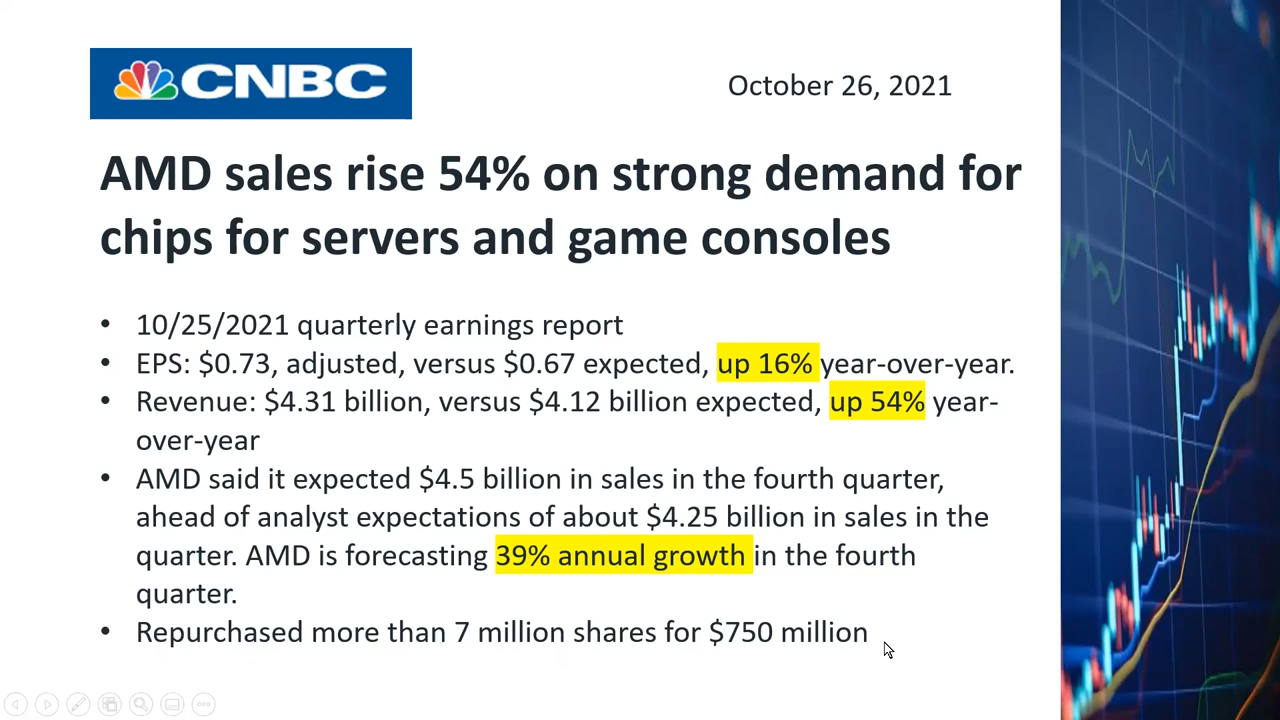 CNBC
October 26, 2021
AMD sales rise 54% on strong demand for
chips for servers and game consoles
• 10/25/2021 quarterly earnings report
• EPS: $0.73, adjusted, versus $0.67 expected, up 16% year-over-year.
• Revenue: $4.31 billion, versus $4.12 billion expected, up 54% year-
over-year
• AMD said it expected $4.5 billion in sales in the fourth quarter,
ahead of analyst expectations of about $4.25 billion in sales in the
quarter. AMD is forecasting 39% annual growth in the fourth
quarter.
• Repurchased more than 7 million shares for $750 million